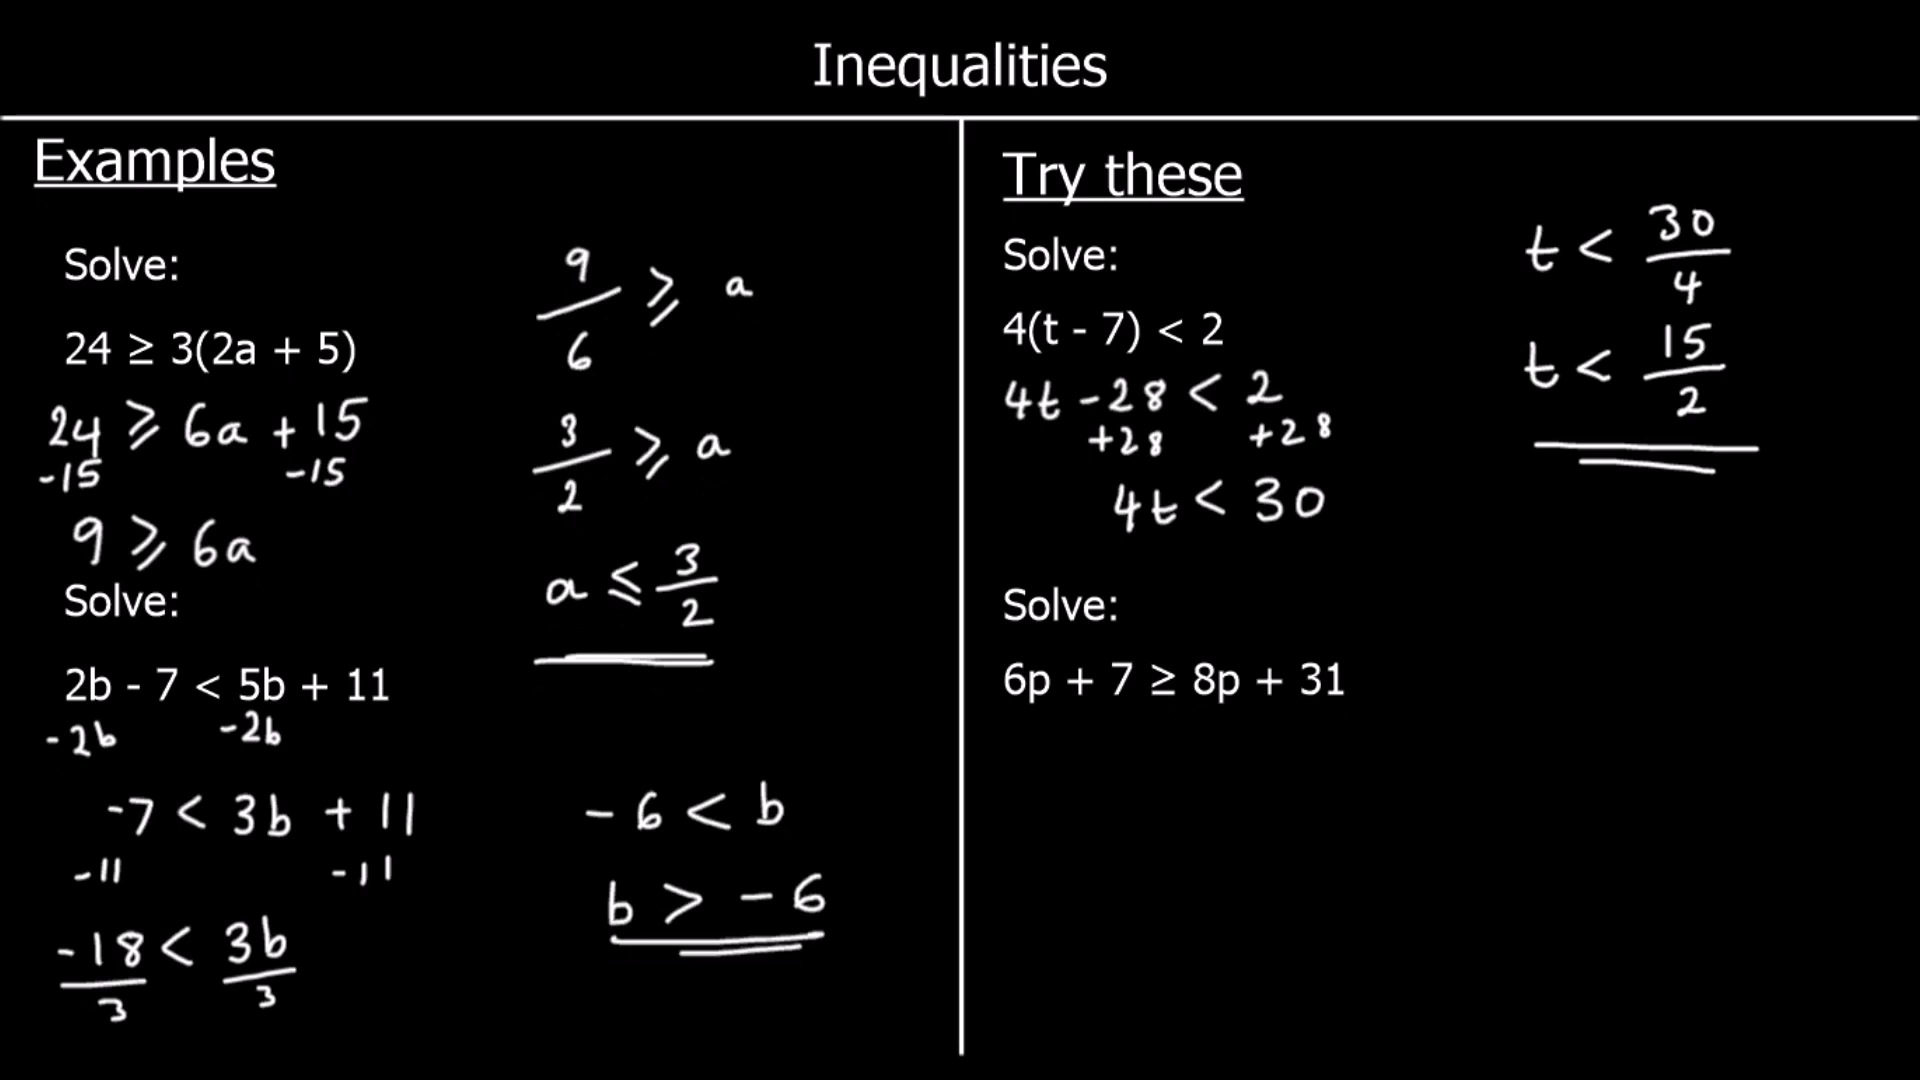 Inequalities
Examples
Solve:
24 ≥ 3(2a + 5)
24 ≥ 6a + 15
-15 -15
9 ≥ 6a
9/6 ≥ a
3/2 ≥ a
a ≤ 3/2
Solve:
2b - 7 < 5b + 11
-2b -2b
-7 < 3b + 11
-11 -11
-18/3 < 3b/3
-6 < b
b > -6
Try these
Solve:
4(t - 7) < 2
4t - 28 < 2
+28 +28
4t < 30
t < 30/4
t < 15/2
Solve:
6p + 7 ≥ 8p + 31